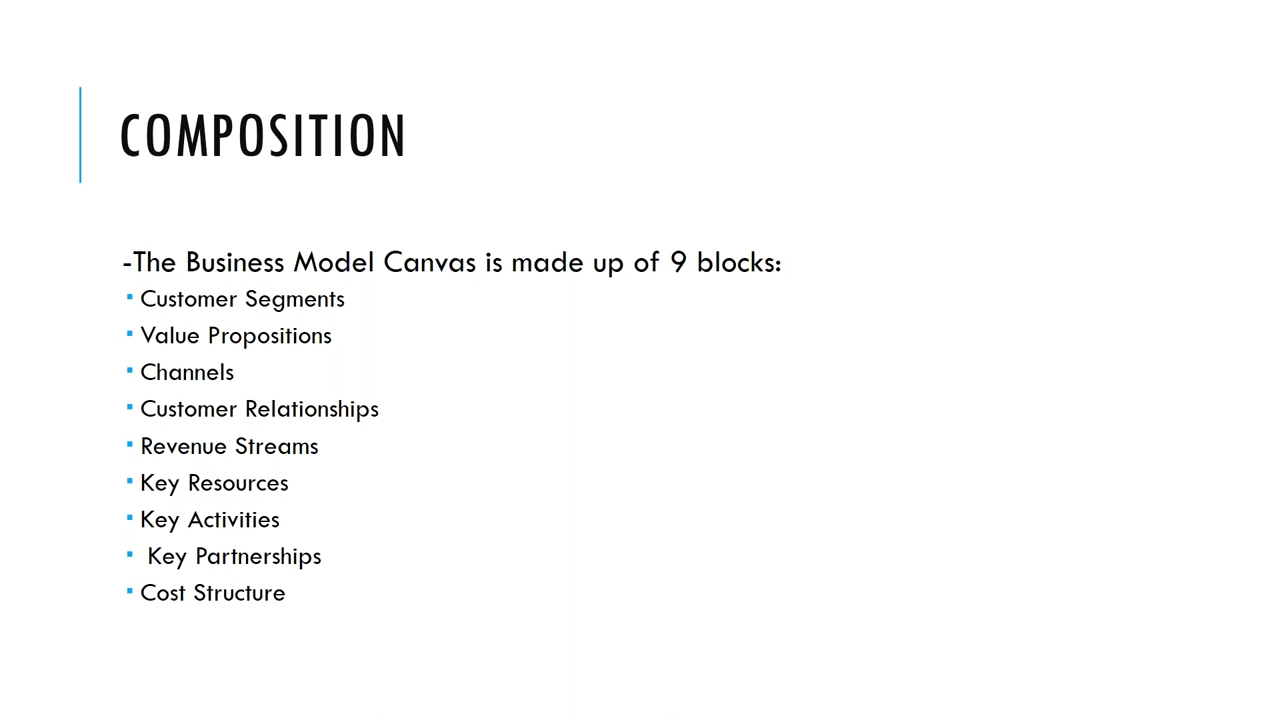 COMPOSITION
-The Business Model Canvas is made up of 9 blocks:
▪ Customer Segments
▪ Value Propositions
▪ Channels
▪ Customer Relationships
▪ Revenue Streams
▪ Key Resources
▪ Key Activities
▪ Key Partnerships
▪ Cost Structure